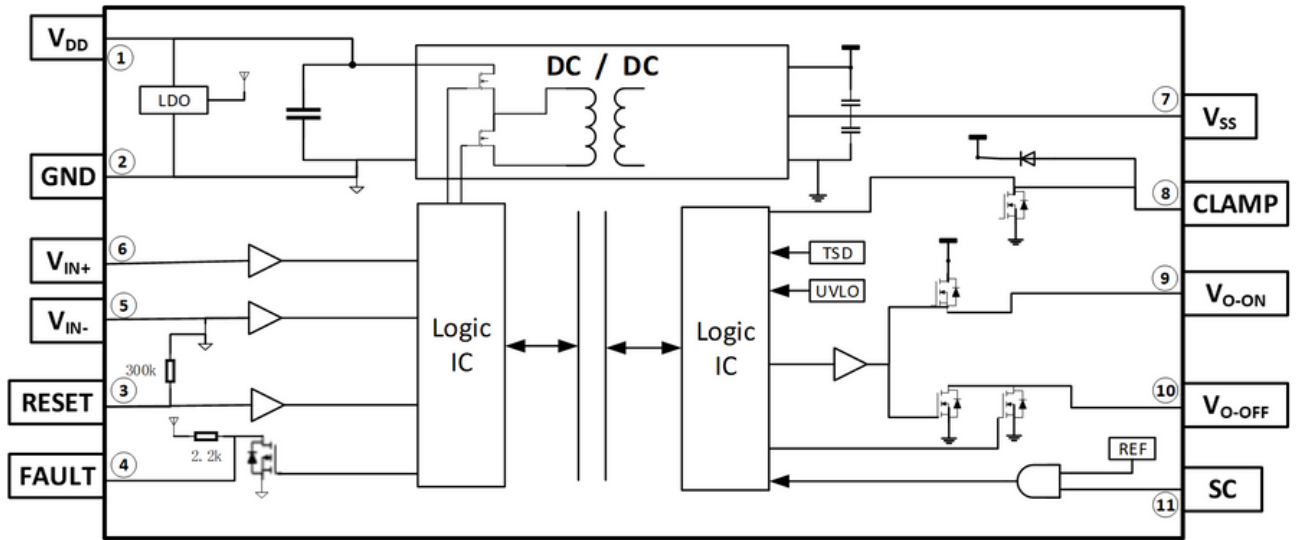 VDD
1
LDO
DC / DC
7
VSS
GND
2
8
CLAMP
VIN+
6
TSD
UVLO
9
VO-ON
VIN-
5
Logic
IC
Logic
IC
300k
RESET
3
10
VO-OFF
2.2k
FAULT
4
REF
SC
11